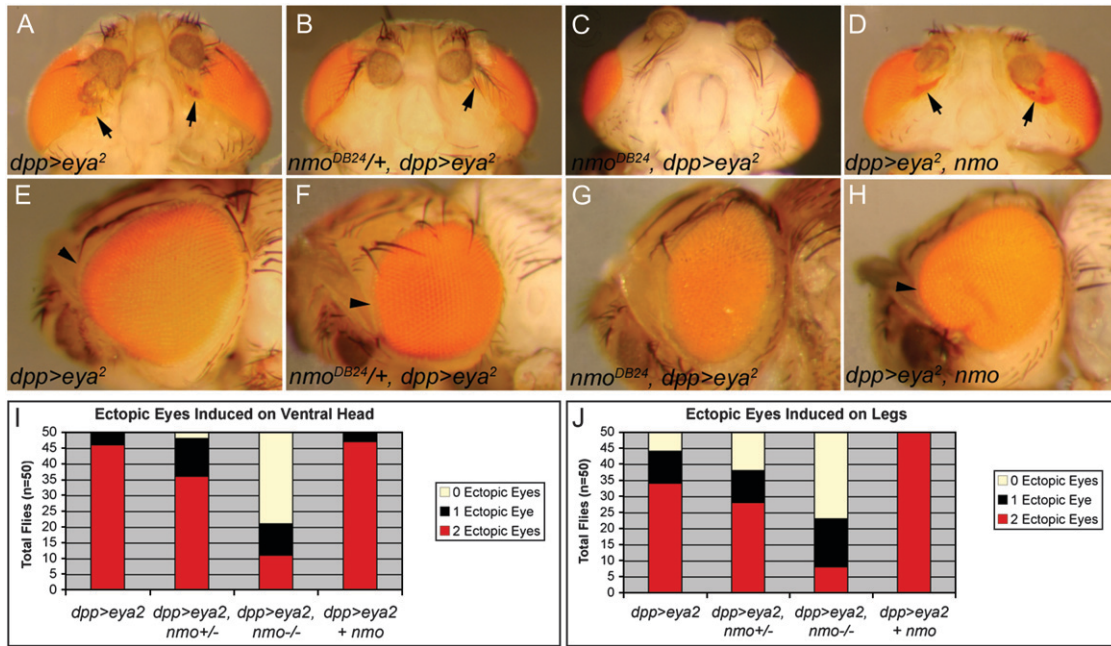 A
dpp>eya²
B
nmo^DB24/+, dpp>eya²
C
nmo^DB24, dpp>eya²
D
dpp>eya², nmo
E
dpp>eya²
F
nmo^DB24/+, dpp>eya²
G
nmo^DB24, dpp>eya²
H
dpp>eya², nmo
I
Ectopic Eyes Induced on Ventral Head
Total Flies (n=50)
50
45
40
35
30
25
20
15
10
5
0
0 Ectopic Eyes
1 Ectopic Eye
2 Ectopic Eyes
dpp>eya2
dpp>eya2,
nmo+/-
dpp>eya2,
nmo-/-
dpp>eya2
+ nmo
J
Ectopic Eyes Induced on Legs
Total Flies (n=50)
50
45
40
35
30
25
20
15
10
5
0
0 Ectopic Eyes
1 Ectopic Eye
2 Ectopic Eyes
dpp>eya2
dpp>eya2,
nmo+/-
dpp>eya2,
nmo-/-
dpp>eya2
+ nmo